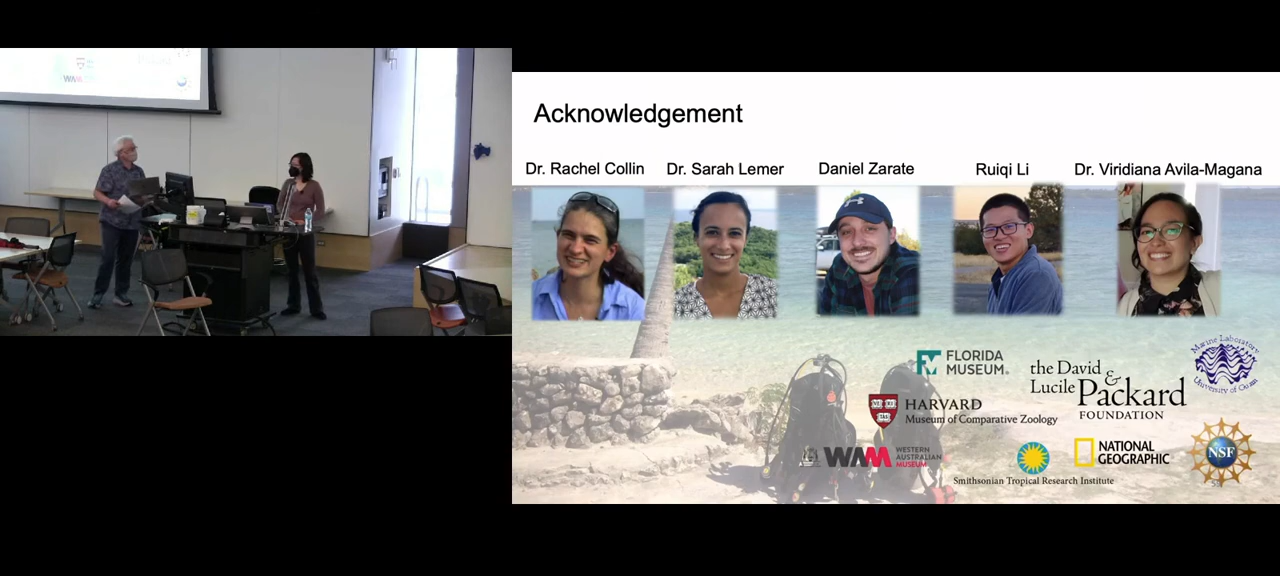 Acknowledgement
Dr. Rachel Collin
Dr. Sarah Lemer
Daniel Zarate
Ruiqi Li
Dr. Viridiana Avila-Magana
FLORIDA
MUSEUM
the David &
Lucile Packard
FOUNDATION
Marine Laboratory
University of Guam
HARVARD
Museum of Comparative Zoology
WAM
WESTERN
AUSTRALIAN
MUSEUM
Smithsonian Tropical Research Institute
NATIONAL
GEOGRAPHIC
NSF
WAM